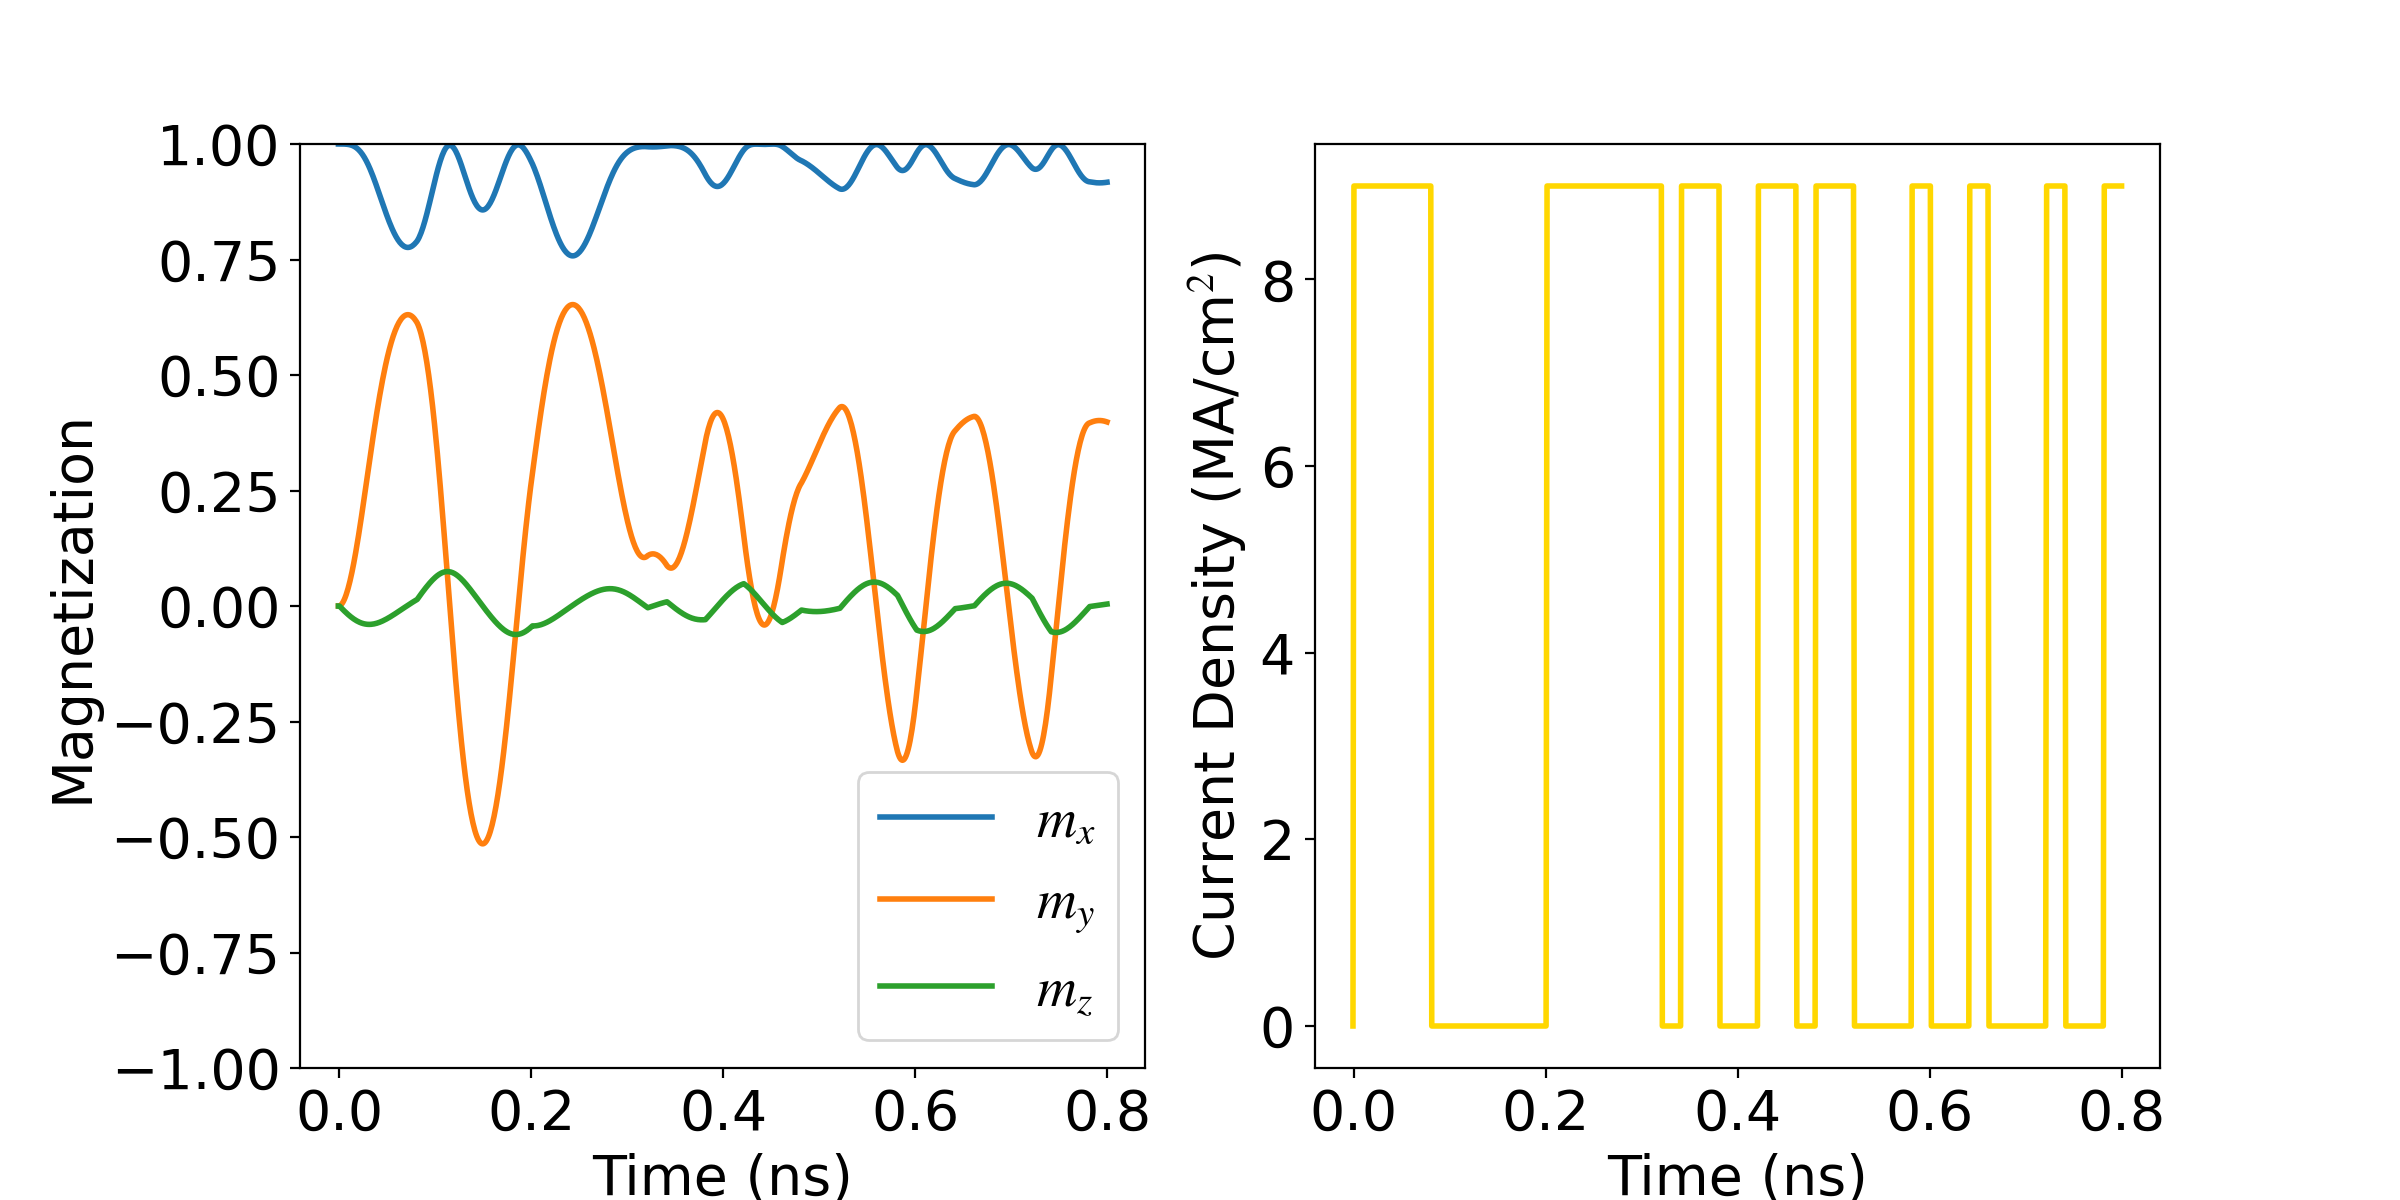 Magnetization
1.00
0.75
0.50
0.25
0.00
−0.25
−0.50
−0.75
−1.00
0.0 0.2 0.4 0.6 0.8
Time (ns)
m_x
m_y
m_z
Current Density (MA/cm²)
8
6
4
2
0
0.0 0.2 0.4 0.6 0.8
Time (ns)